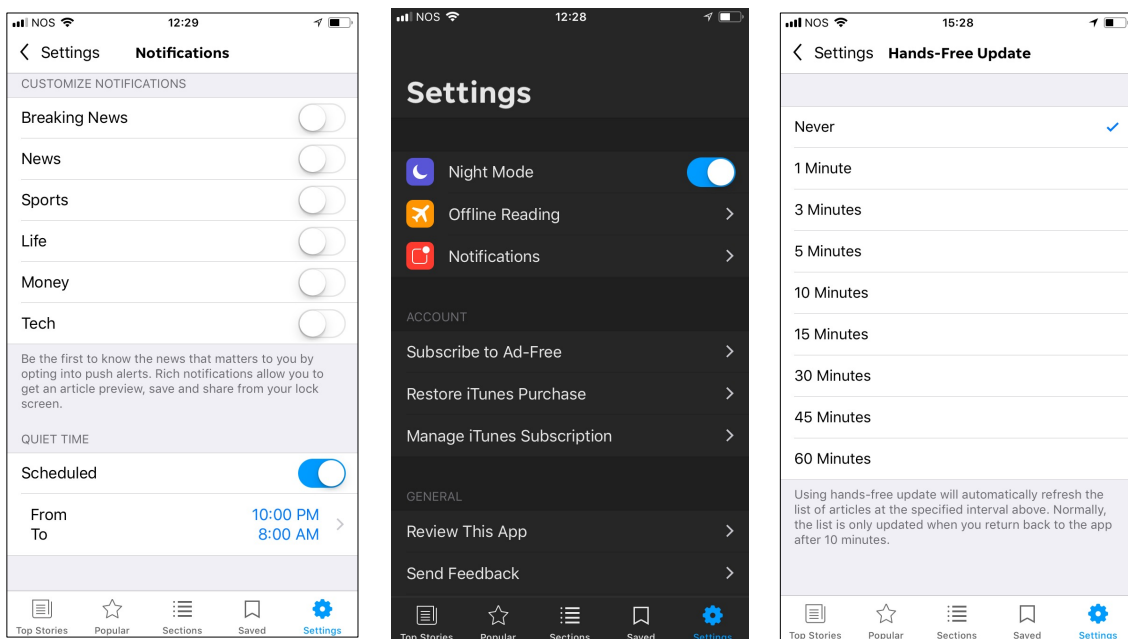 NOS 12:29
Settings Notifications
CUSTOMIZE NOTIFICATIONS
Breaking News
News
Sports
Life
Money
Tech
Be the first to know the news that matters to you by
opting into push alerts. Rich notifications allow you to
get an article preview, save and share from your lock
screen.
QUIET TIME
Scheduled
From 10:00 PM
To 8:00 AM
Top Stories Popular Sections Saved Settings
NOS 12:28
Settings
Night Mode
Offline Reading
Notifications
ACCOUNT
Subscribe to Ad-Free
Restore iTunes Purchase
Manage iTunes Subscription
GENERAL
Review This App
Send Feedback
Top Stories Popular Sections Saved Settings
NOS 15:28
Settings Hands-Free Update
Never
1 Minute
3 Minutes
5 Minutes
10 Minutes
15 Minutes
30 Minutes
45 Minutes
60 Minutes
Using hands-free update will automatically refresh the
list of articles at the specified interval above. Normally,
the list is only updated when you return back to the app
after 10 minutes.
Top Stories Popular Sections Saved Settings